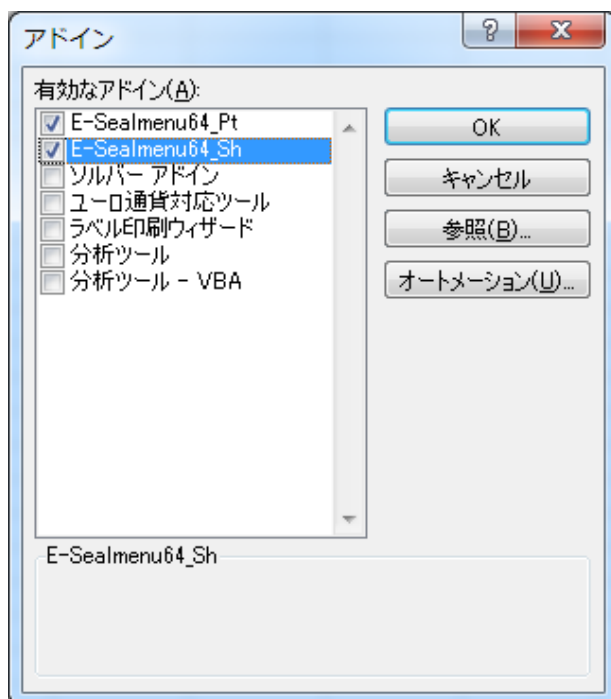 アドイン
有効なアドイン(A):
E-Sealmenu64_Pt
E-Sealmenu64_Sh
ソルバー アドイン
ユーロ通貨対応ツール
ラベル印刷ウィザード
分析ツール
分析ツール - VBA
OK
キャンセル
参照(B)...
オートメーション(U)...
E-Sealmenu64_Sh